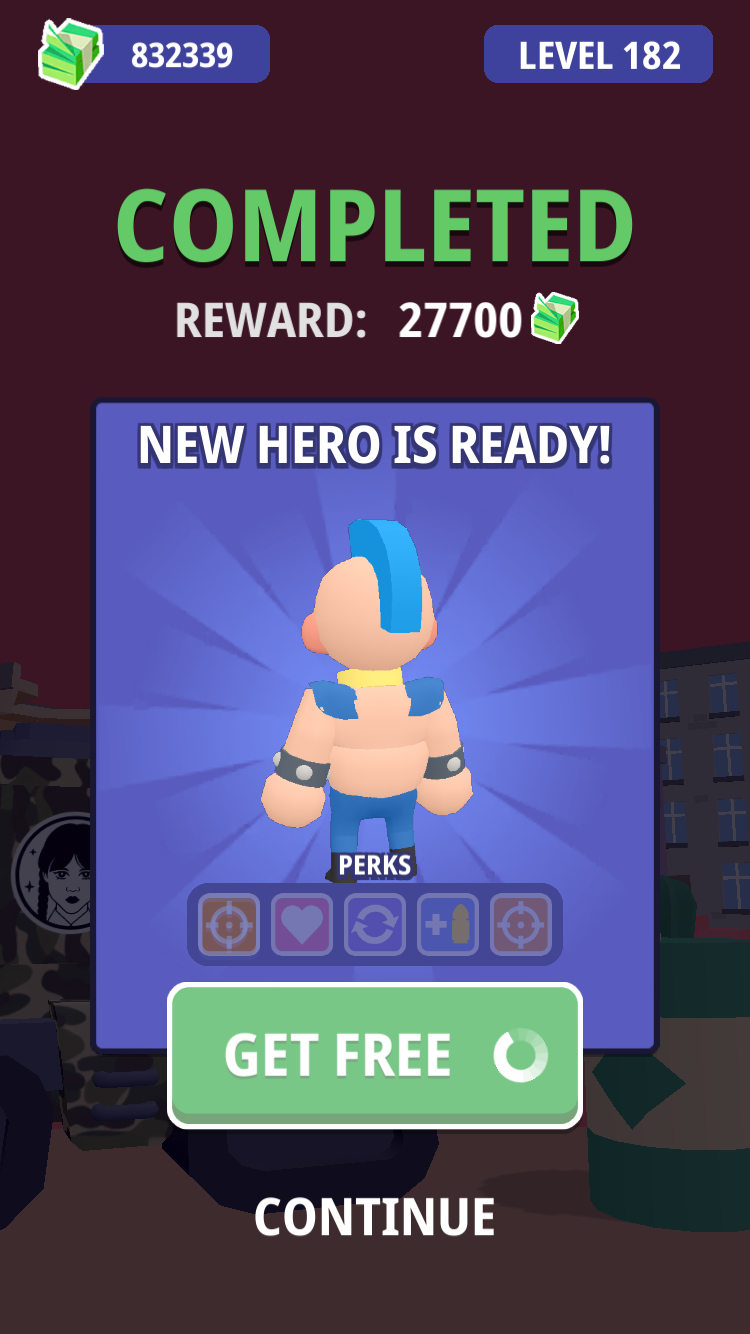 832339
LEVEL 182
COMPLETED
REWARD: 27700
NEW HERO IS READY!
PERKS
GET FREE
CONTINUE